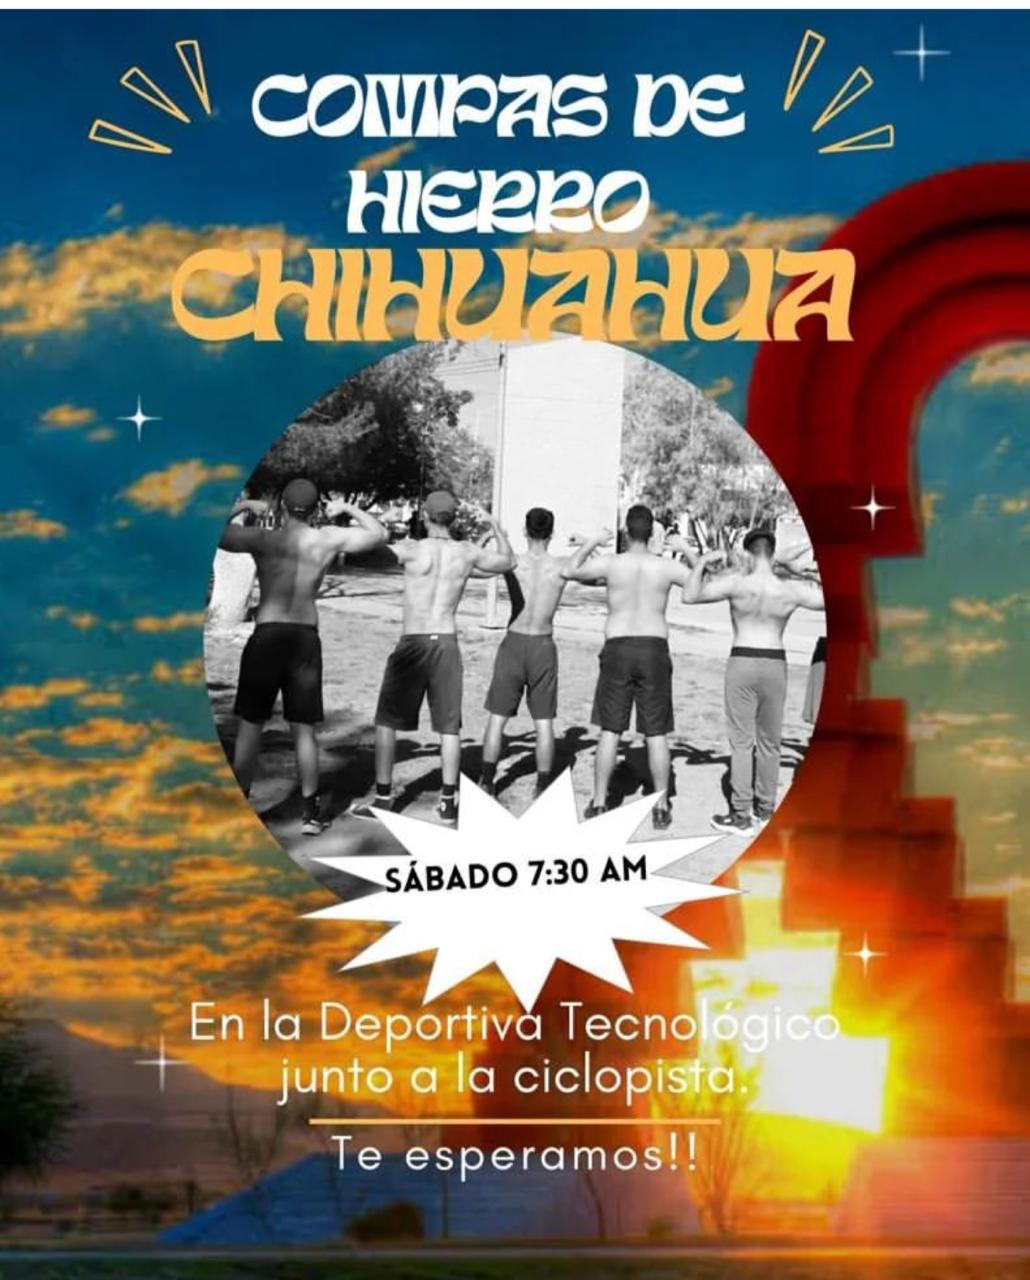 COMPAS DE
HIERRO
CHIHUAHUA
SÁBADO 7:30 AM
En la Deportiva Tecnológico
junto a la ciclopista.
Te esperamos!!